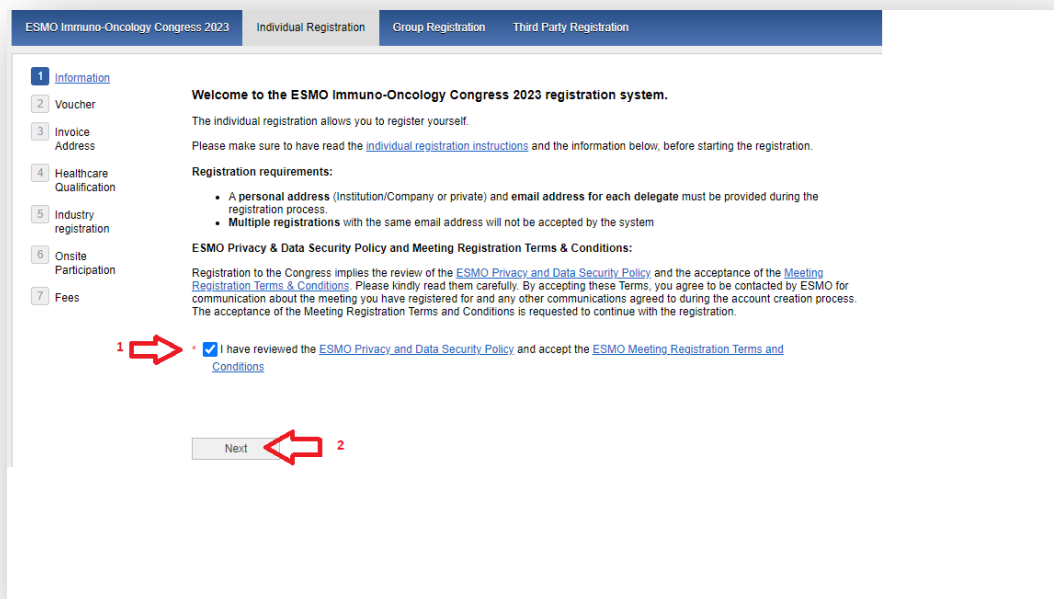 ESMO Immuno-Oncology Congress 2023
Individual Registration
Group Registration
Third Party Registration
1 Information
2 Voucher
3 Invoice
Address
4 Healthcare
Qualification
5 Industry
registration
6 Onsite
Participation
7 Fees
Welcome to the ESMO Immuno-Oncology Congress 2023 registration system.
The individual registration allows you to register yourself.
Please make sure to have read the individual registration instructions and the information below, before starting the registration.
Registration requirements:
• A personal address (Institution/Company or private) and email address for each delegate must be provided during the
registration process.
• Multiple registrations with the same email address will not be accepted by the system
ESMO Privacy & Data Security Policy and Meeting Registration Terms & Conditions:
Registration to the Congress implies the review of the ESMO Privacy and Data Security Policy and the acceptance of the Meeting
Registration Terms & Conditions. Please kindly read them carefully. By accepting these Terms, you agree to be contacted by ESMO for
communication about the meeting you have registered for and any other communications agreed to during the account creation process.
The acceptance of the Meeting Registration Terms and Conditions is requested to continue with the registration.
1
* I have reviewed the ESMO Privacy and Data Security Policy and accept the ESMO Meeting Registration Terms and
Conditions
Next
2